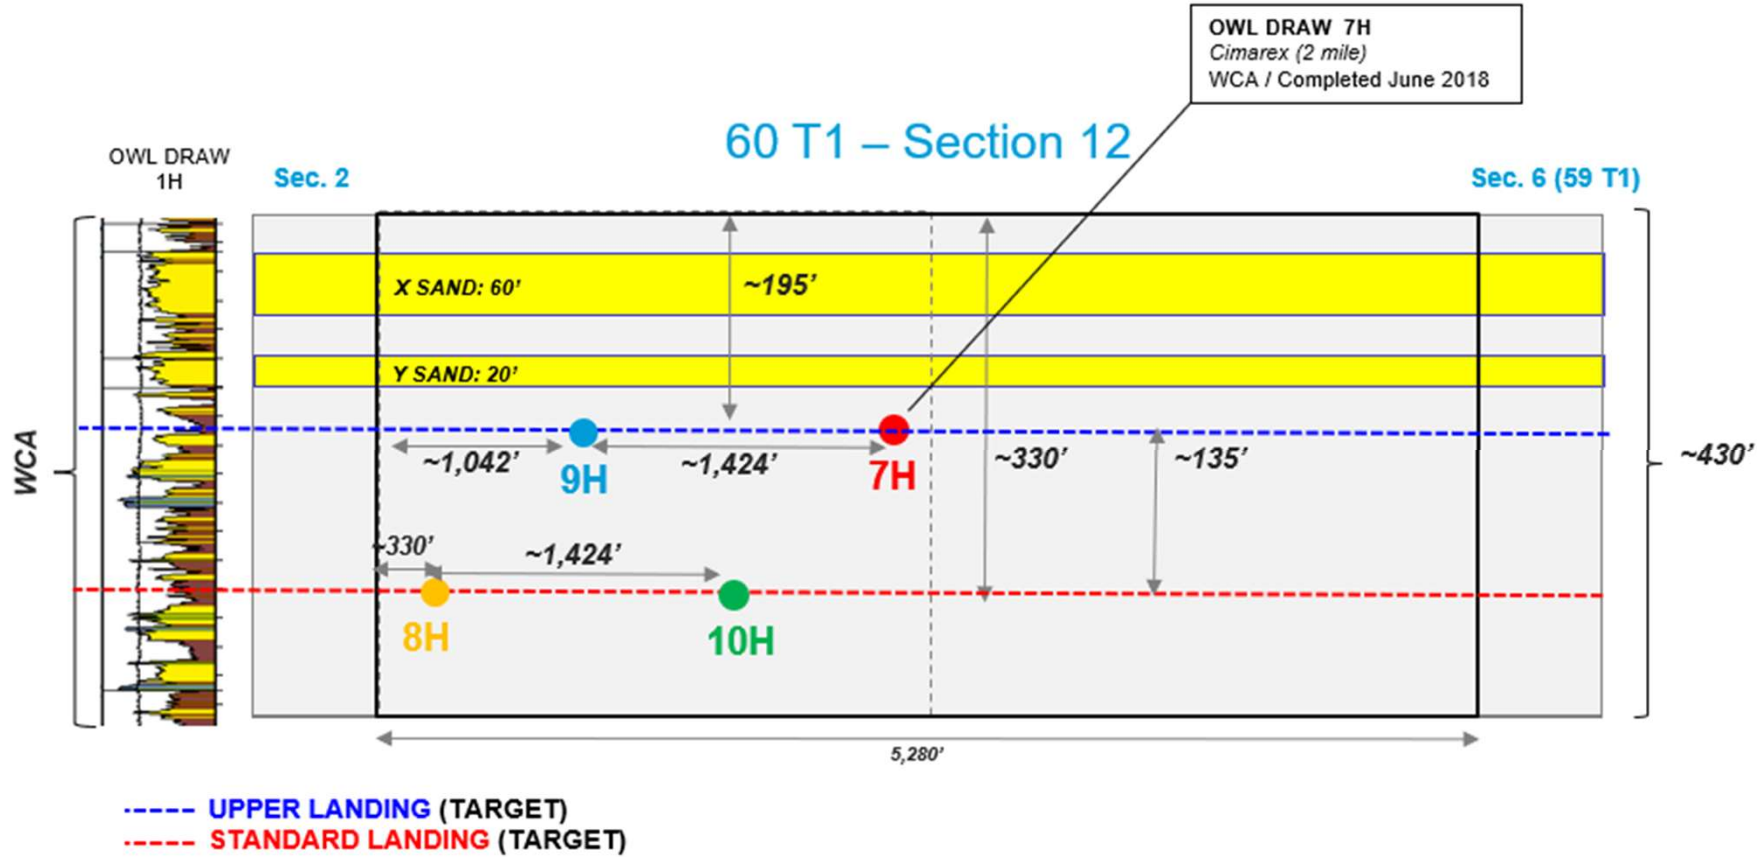 OWL DRAW 7H
Cimarex (2 mile)
WCA / Completed June 2018
60 T1 – Section 12
OWL DRAW
1H
Sec. 2
Sec. 6 (59 T1)
X SAND: 60’
~195’
Y SAND: 20’
WCA
~1,042’
~1,424’
~330’
~135’
~430’
9H
7H
~330’
~1,424’
8H
10H
5,280’
UPPER LANDING (TARGET)
STANDARD LANDING (TARGET)